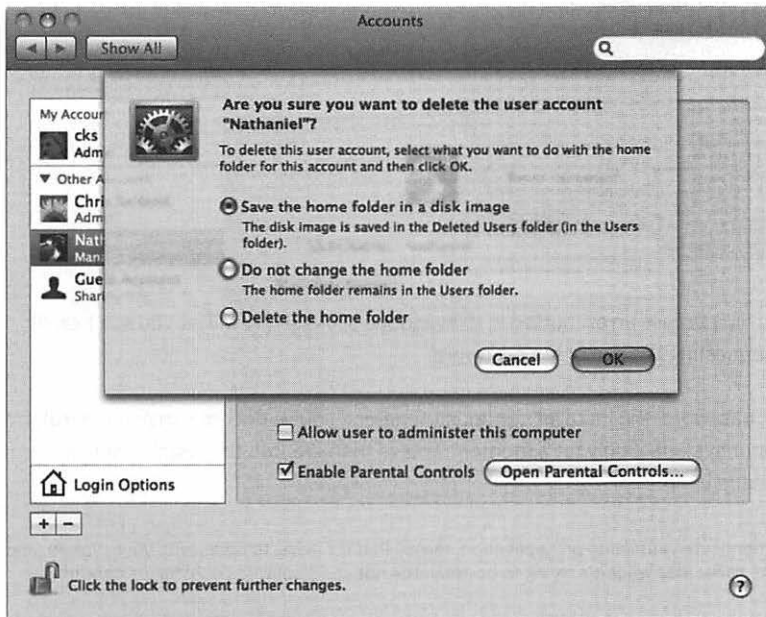 Accounts
Show All
Are you sure you want to delete the user account
"Nathaniel"?
To delete this user account, select what you want to do with the home
folder for this account and then click OK.
Save the home folder in a disk image
The disk image is saved in the Deleted Users folder (in the Users
folder).
Do not change the home folder
The home folder remains in the Users folder.
Delete the home folder
Cancel
OK
My Accour
cks
Adm
Other A
Chri
Adm
Nath
Mana
Gue
Shar
Allow user to administer this computer
Enable Parental Controls
Open Parental Controls...
Login Options
+ −
Click the lock to prevent further changes.
?